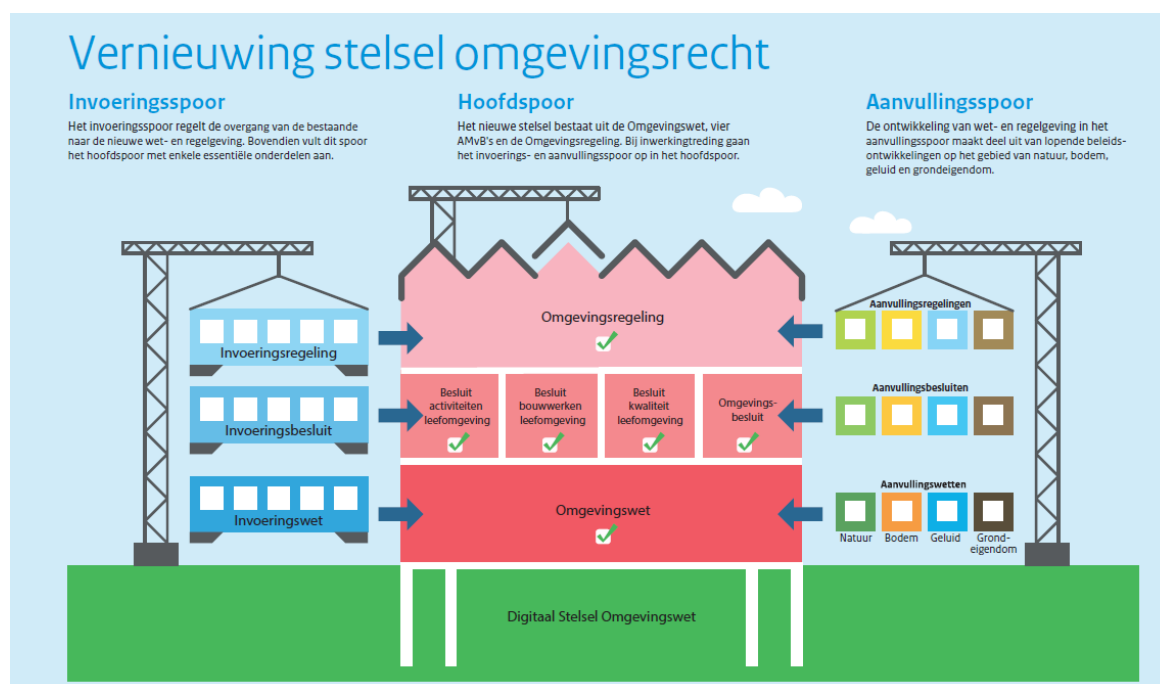 Vernieuwing stelsel omgevingsrecht
Invoeringsspoor
Het invoeringsspoor regelt de overgang van de bestaande
naar de nieuwe wet- en regelgeving. Bovendien vult dit spoor
het hoofdspoor met enkele essentiële onderdelen aan.
Hoofdspoor
Het nieuwe stelsel bestaat uit de Omgevingswet, vier
AMvB's en de Omgevingsregeling. Bij inwerkingtreding gaan
het invoerings- en aanvullingsspoor op in het hoofdspoor.
Aanvullingsspoor
De ontwikkeling van wet- en regelgeving in het
aanvullingsspoor maakt deel uit van lopende beleids-
ontwikkelingen op het gebied van natuur, bodem,
geluid en grondeigendom.
Invoeringsregeling
Invoeringsbesluit
Invoeringswet
Omgevingsregeling
Besluit
activiteiten
leefomgeving
Besluit
bouwwerken
leefomgeving
Besluit
kwaliteit
leefomgeving
Omgevings-
besluit
Omgevingswet
Digitaal Stelsel Omgevingswet
Aanvullingsregelingen
Aanvullingsbesluiten
Aanvullingswetten
Natuur
Bodem
Geluid
Grond-
eigendom